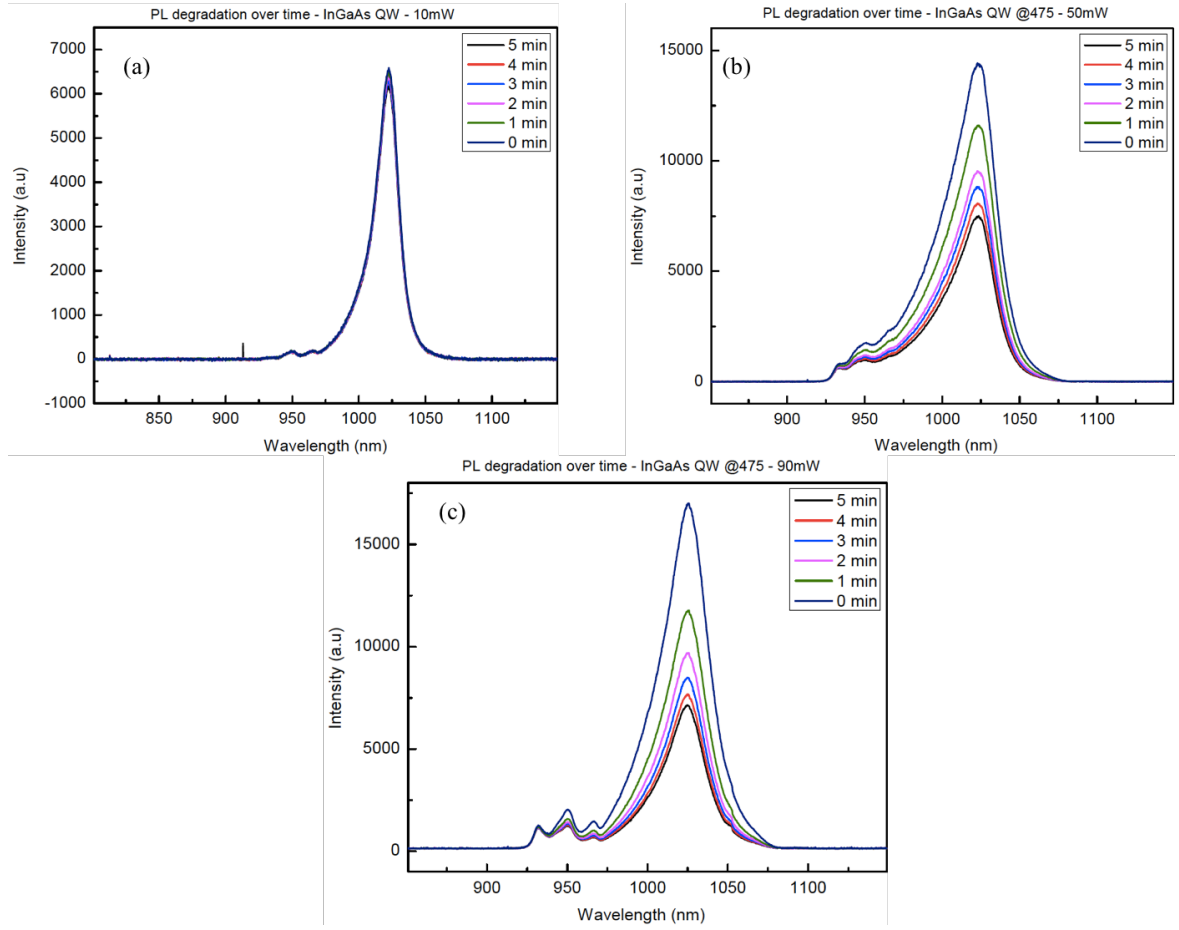 PL degradation over time - InGaAs QW - 10mW
(a)
5 min
4 min
3 min
2 min
1 min
0 min
7000
6000
5000
4000
3000
2000
1000
0
-1000
Intensity (a.u)
850
900
950
1000
1050
1100
Wavelength (nm)
PL degradation over time - InGaAs QW @475 - 50mW
(b)
5 min
4 min
3 min
2 min
1 min
0 min
15000
10000
5000
0
Intensity (a.u)
900
950
1000
1050
1100
Wavelength (nm)
PL degradation over time - InGaAs QW @475 - 90mW
(c)
5 min
4 min
3 min
2 min
1 min
0 min
15000
10000
5000
0
Intensity (a.u)
900
950
1000
1050
1100
Wavelength (nm)